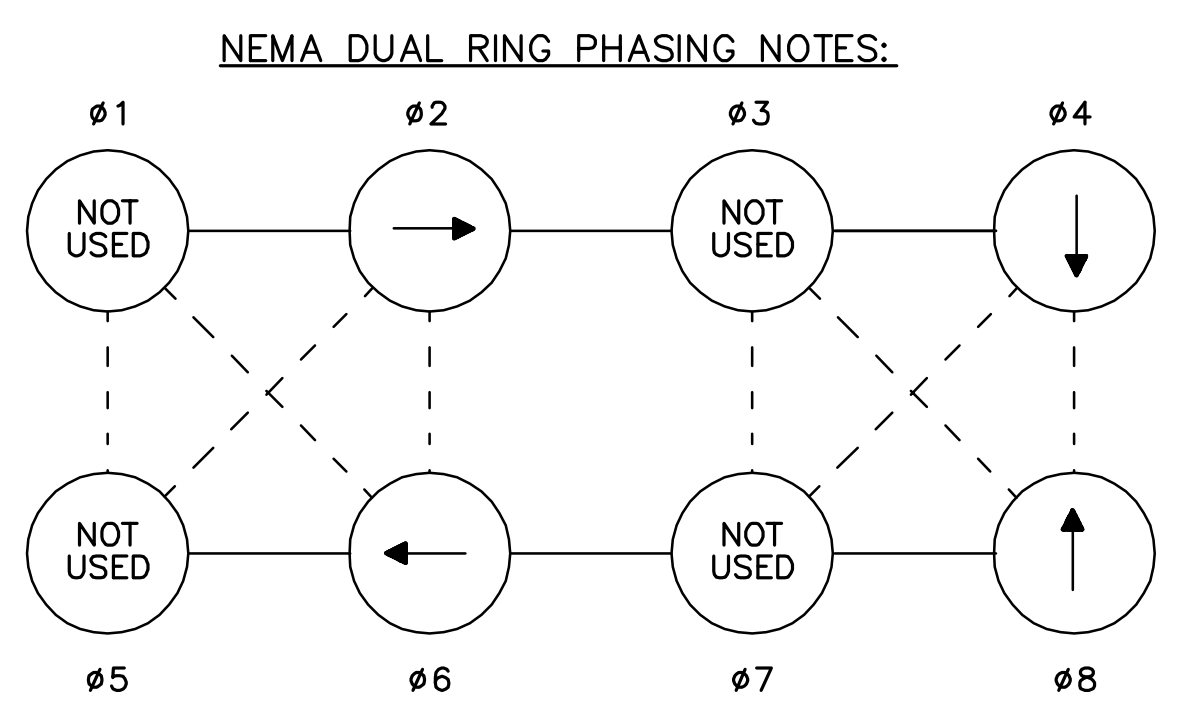 NEMA DUAL RING PHASING NOTES:
ø1
ø2
ø3
ø4
NOT
USED
NOT
USED
NOT
USED
NOT
USED
ø5
ø6
ø7
ø8